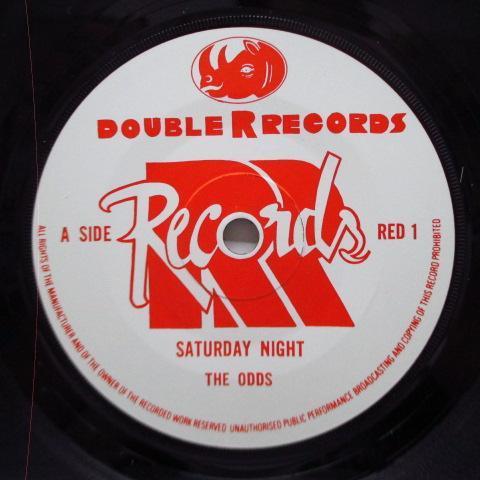 DOUBLE R RECORDS
RR
Records
A SIDE
RED 1
SATURDAY NIGHT
THE ODDS
ALL RIGHTS OF THE MANUFACTURER AND OF THE OWNER OF THE RECORDED WORK RESERVED UNAUTHORISED PUBLIC PERFORMANCE BROADCASTING AND COPYING OF THIS RECORD PROHIBITED